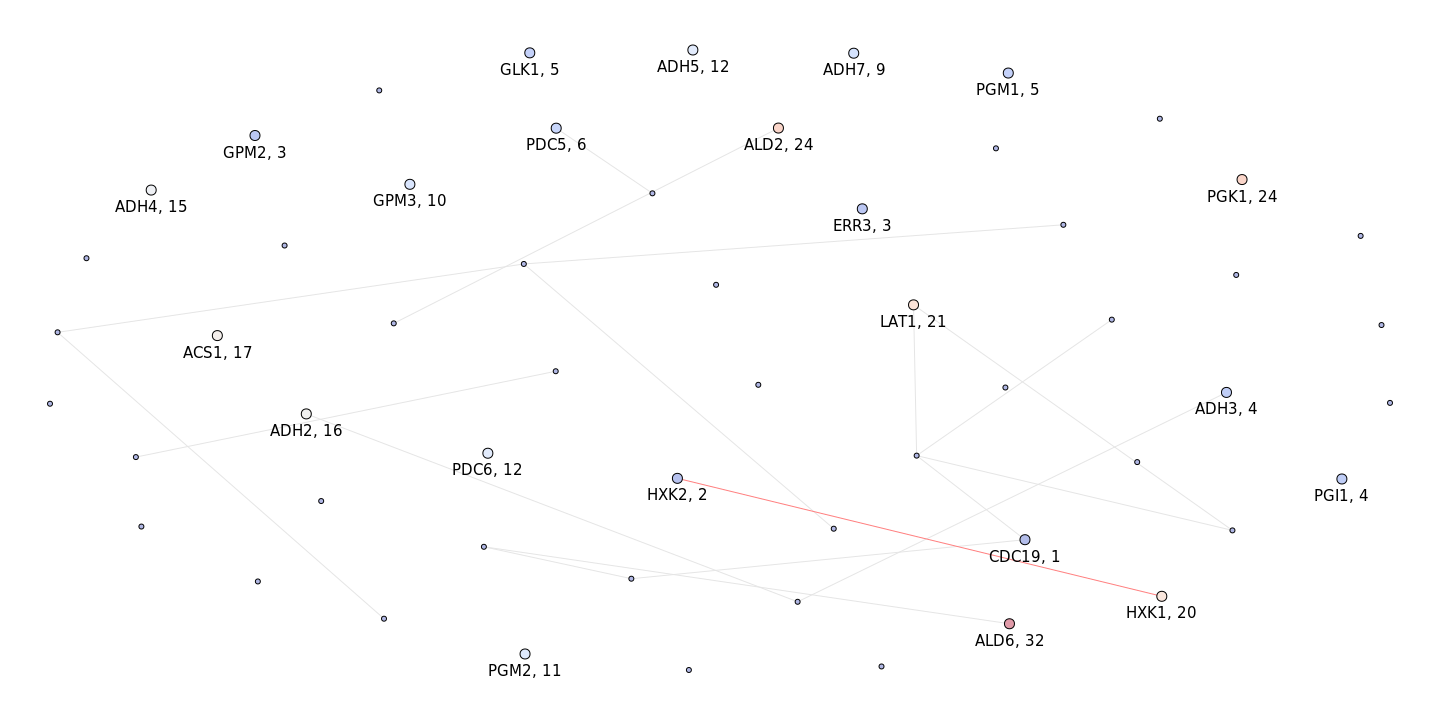 GLK1, 5
ADH5, 12
ADH7, 9
PGM1, 5
GPM2, 3
PDC5, 6
ALD2, 24
ADH4, 15
GPM3, 10
PGK1, 24
ERR3, 3
LAT1, 21
ACS1, 17
ADH2, 16
ADH3, 4
PDC6, 12
HXK2, 2
PGI1, 4
CDC19, 1
HXK1, 20
ALD6, 32
PGM2, 11